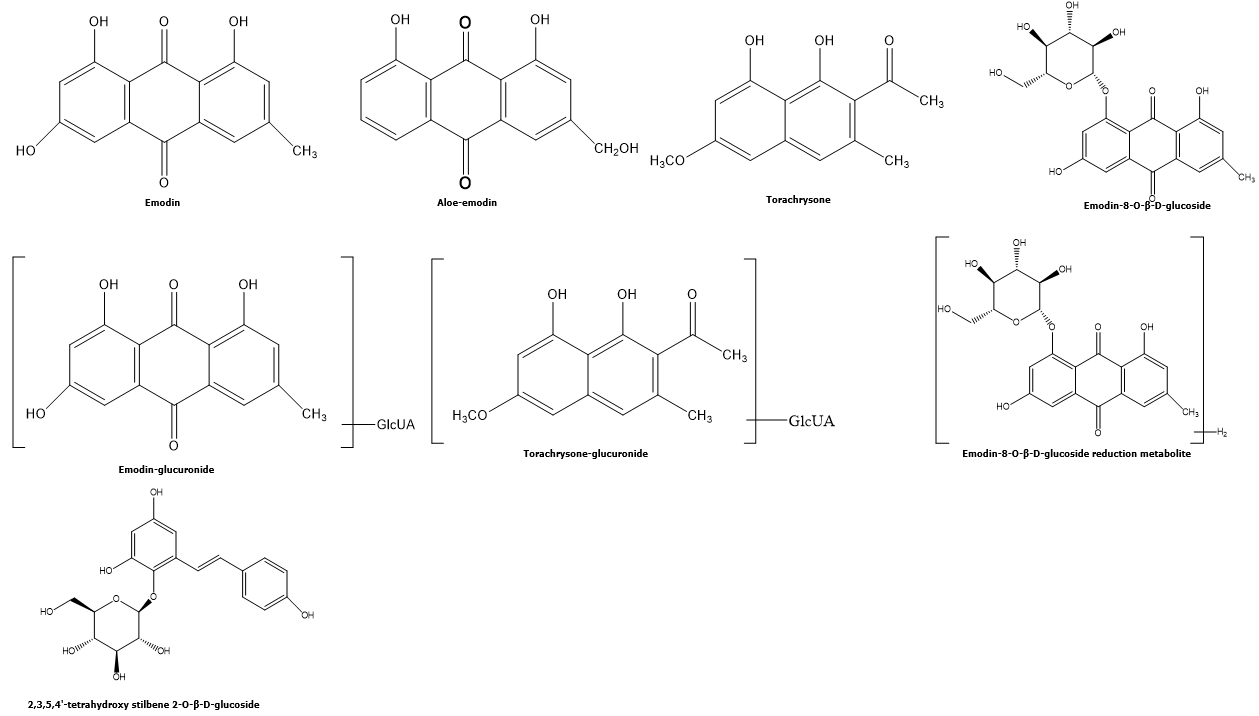 OH O OH
HO CH3
O
Emodin
OH O OH
CH2OH
O
Aloe-emodin
OH OH O
CH3
H3CO CH3
Torachrysone
OH
HO OH
HO
O O
O OH
HO CH3
O
Emodin-8-O-β-D-glucoside
OH O OH
HO CH3
O
GlcUA
Emodin-glucuronide
OH OH O
CH3
H3CO CH3
GlcUA
Torachrysone-glucuronide
OH
HO OH
HO
O O
O OH
HO CH3
O
H2
Emodin-8-O-β-D-glucoside reduction metabolite
OH
HO
O O
HO OH
HO OH
OH
2,3,5,4'-tetrahydroxy stilbene 2-O-β-D-glucoside